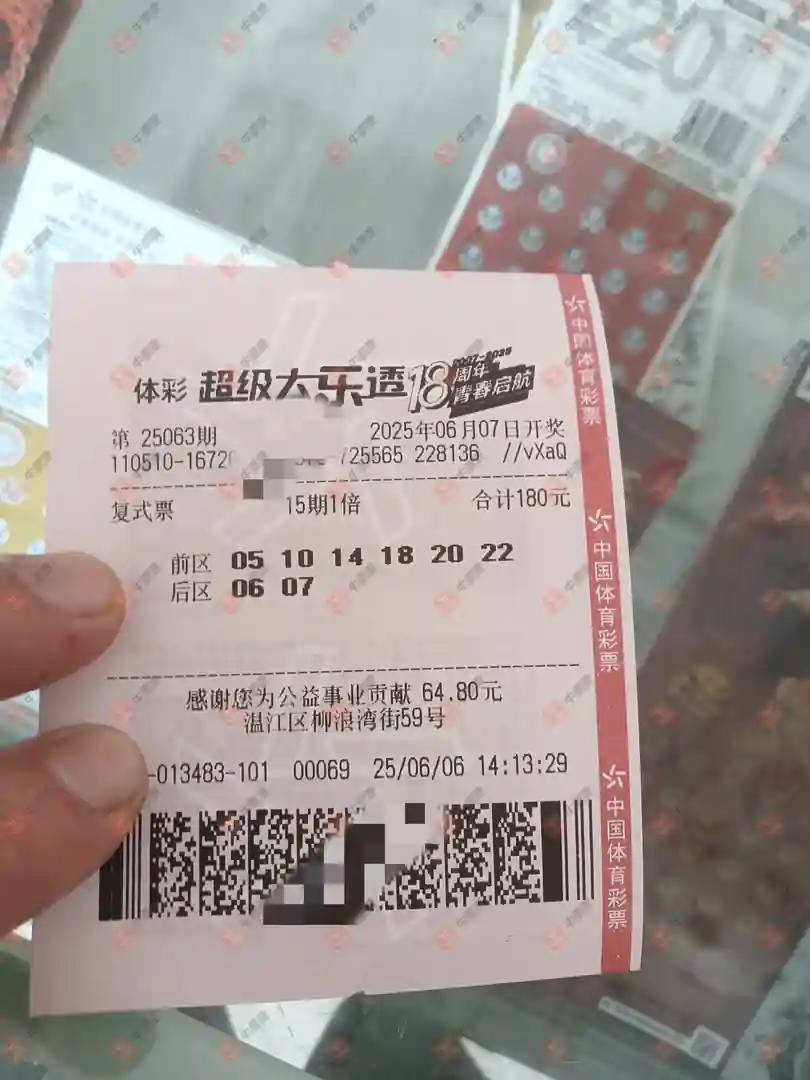 体彩 超级大乐透 18周年 2007-2025 青春启航
第 25063期 2025年06月07日开奖
110510-1672 725565 228136 //vXaQ
复式票 15期1倍 合计180元
前区 05 10 14 18 20 22
后区 06 07
感谢您为公益事业贡献 64.80元
温江区柳浪湾街59号
-013483-101 00069 25/06/06 14:13:29
中国体育彩票
中国体育彩票
中国体育彩票